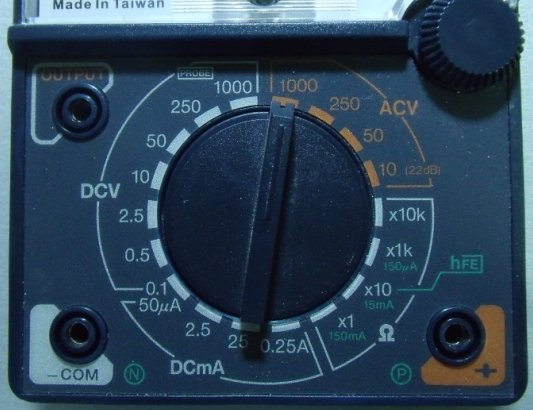 Made In Taiwan
OUTPUT
PROBE
1000
1000
250
250
ACV
50
50
10
10
(22dB)
DCV
2.5
x10k
0.5
x1k
150µA
hFE
0.1
x10
50µA
15mA
x1
2.5
150mA
Ω
25
0.25A
DCmA
−COM
N
P
+